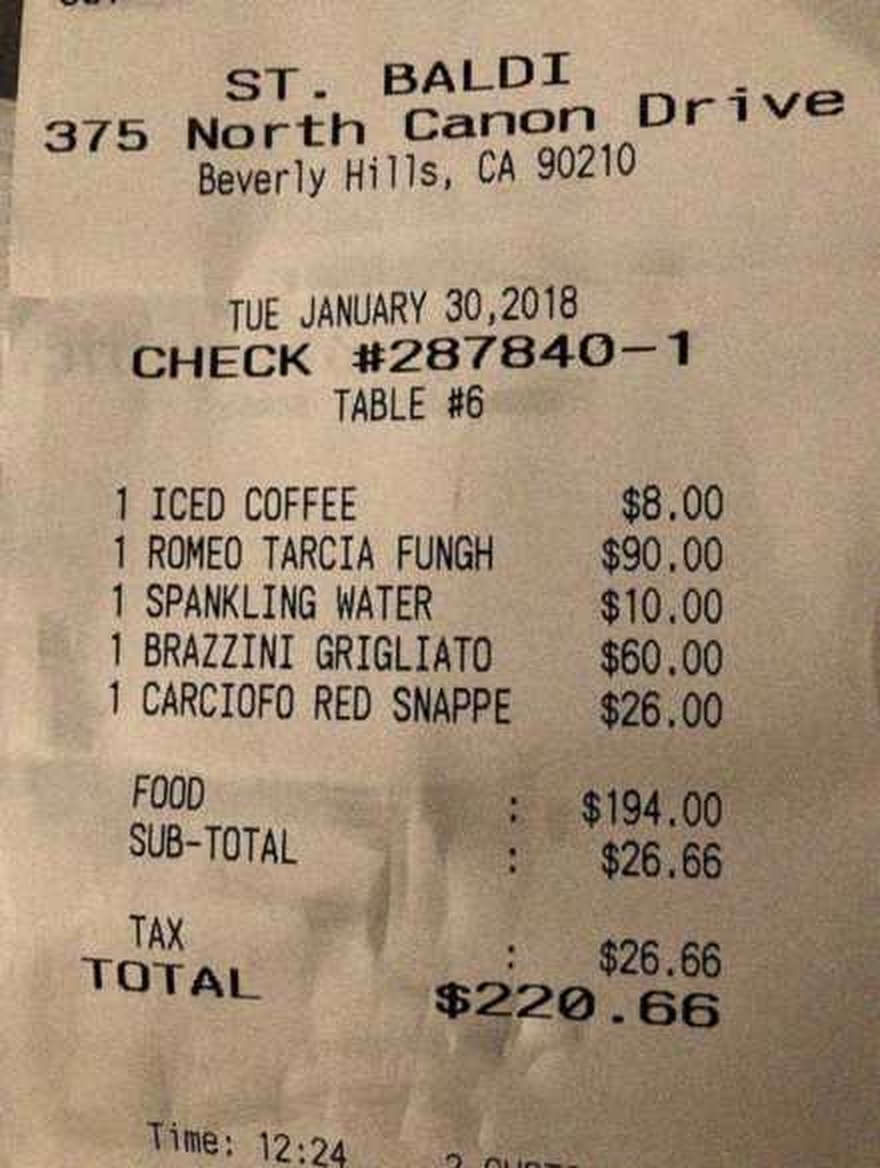 ST. BALDI
375 North Canon Drive
Beverly Hills, CA 90210
TUE JANUARY 30,2018
CHECK #287840-1
TABLE #6
1 ICED COFFEE $8.00
1 ROMEO TARCIA FUNGH $90.00
1 SPANKLING WATER $10.00
1 BRAZZINI GRIGLIATO $60.00
1 CARCIOFO RED SNAPPE $26.00
FOOD : $194.00
SUB-TOTAL : $26.66
TAX : $26.66
TOTAL $220.66
Time: 12:24